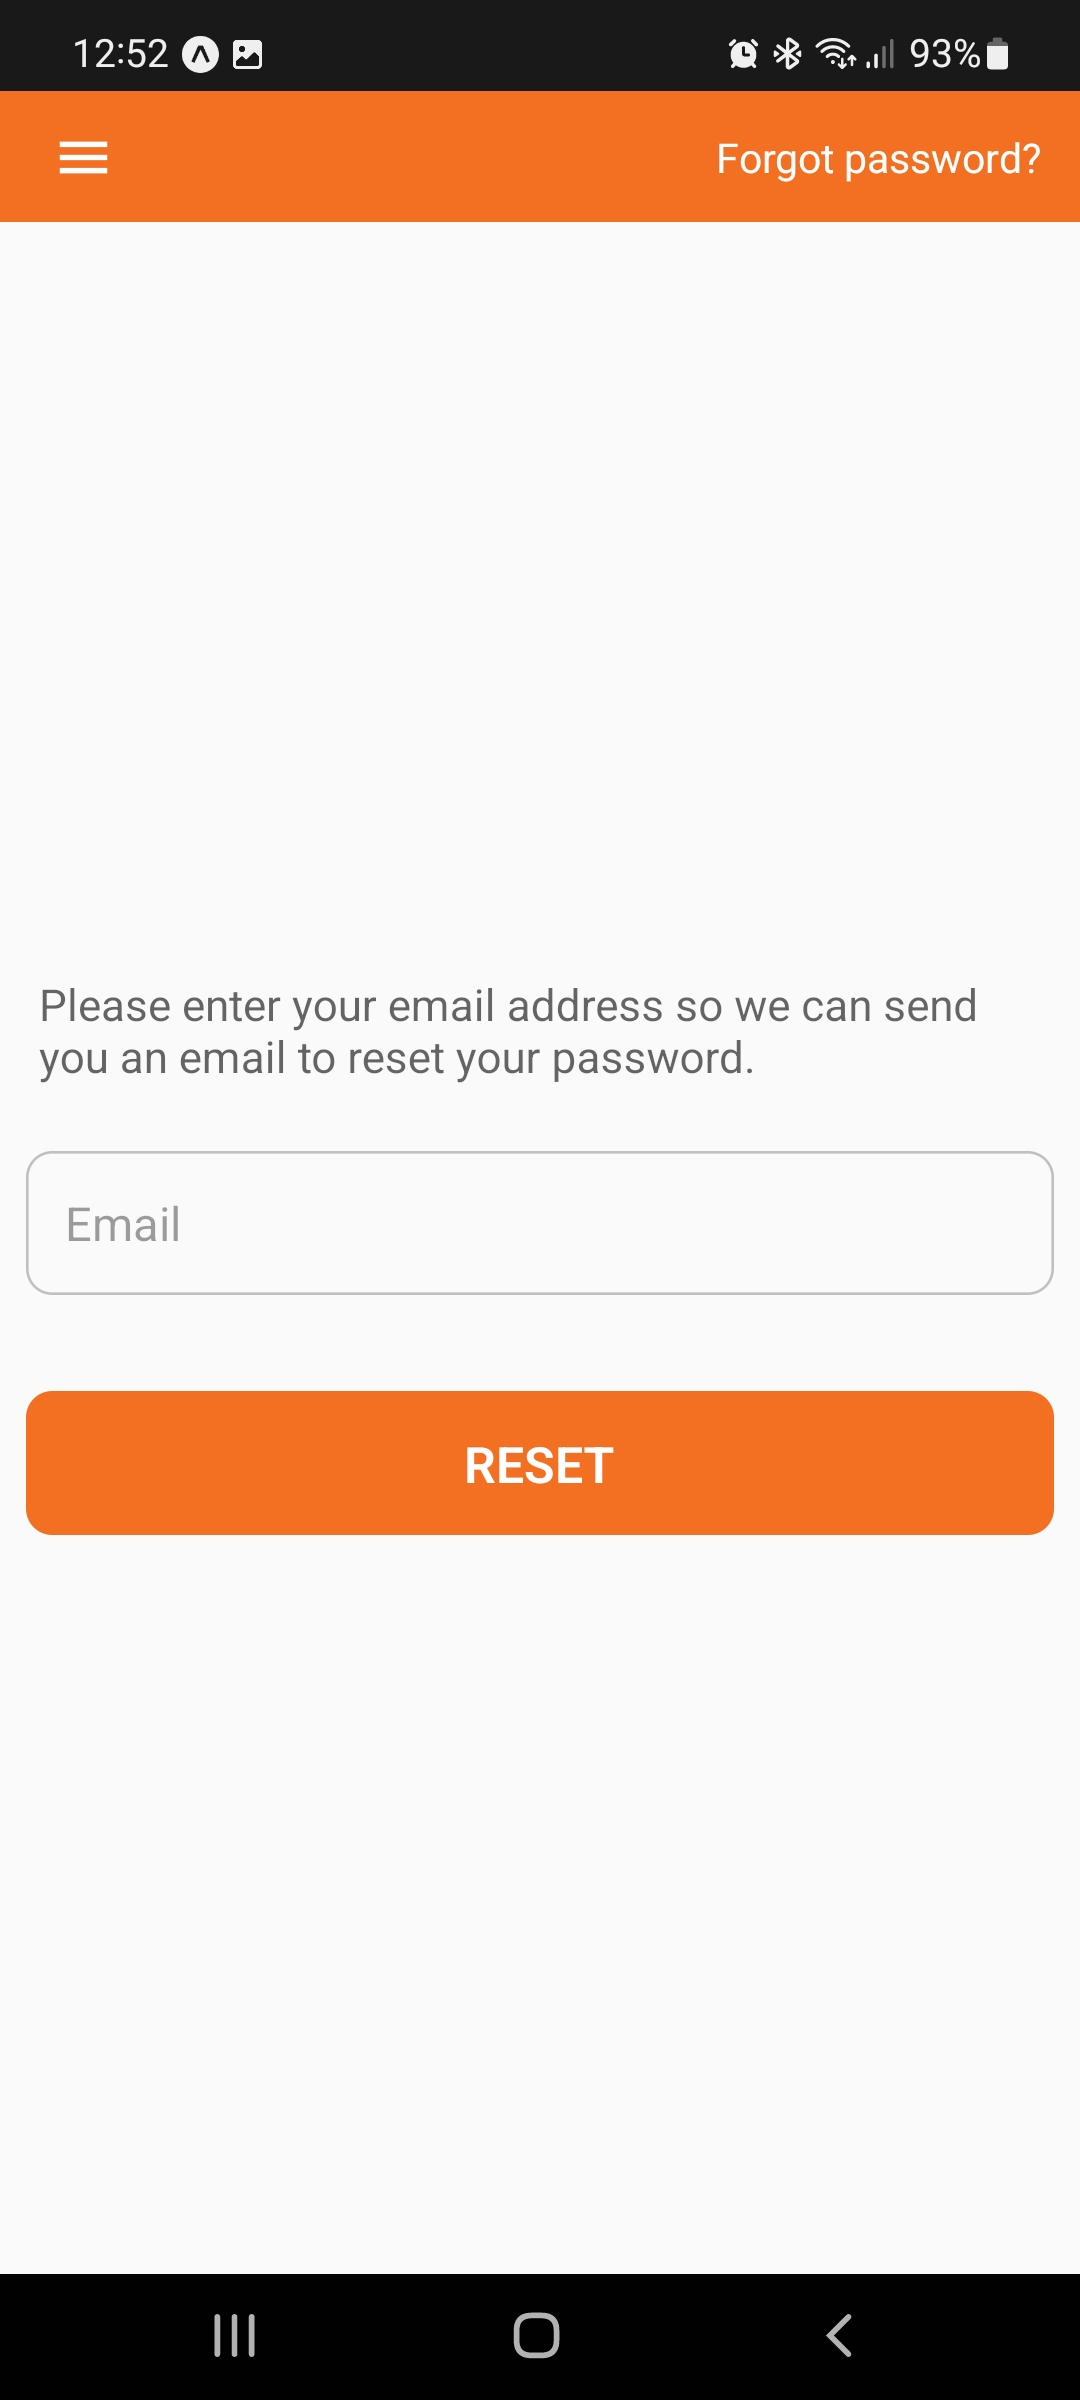 12:52
93%
Forgot password?
Please enter your email address so we can send
you an email to reset your password.
Email
RESET